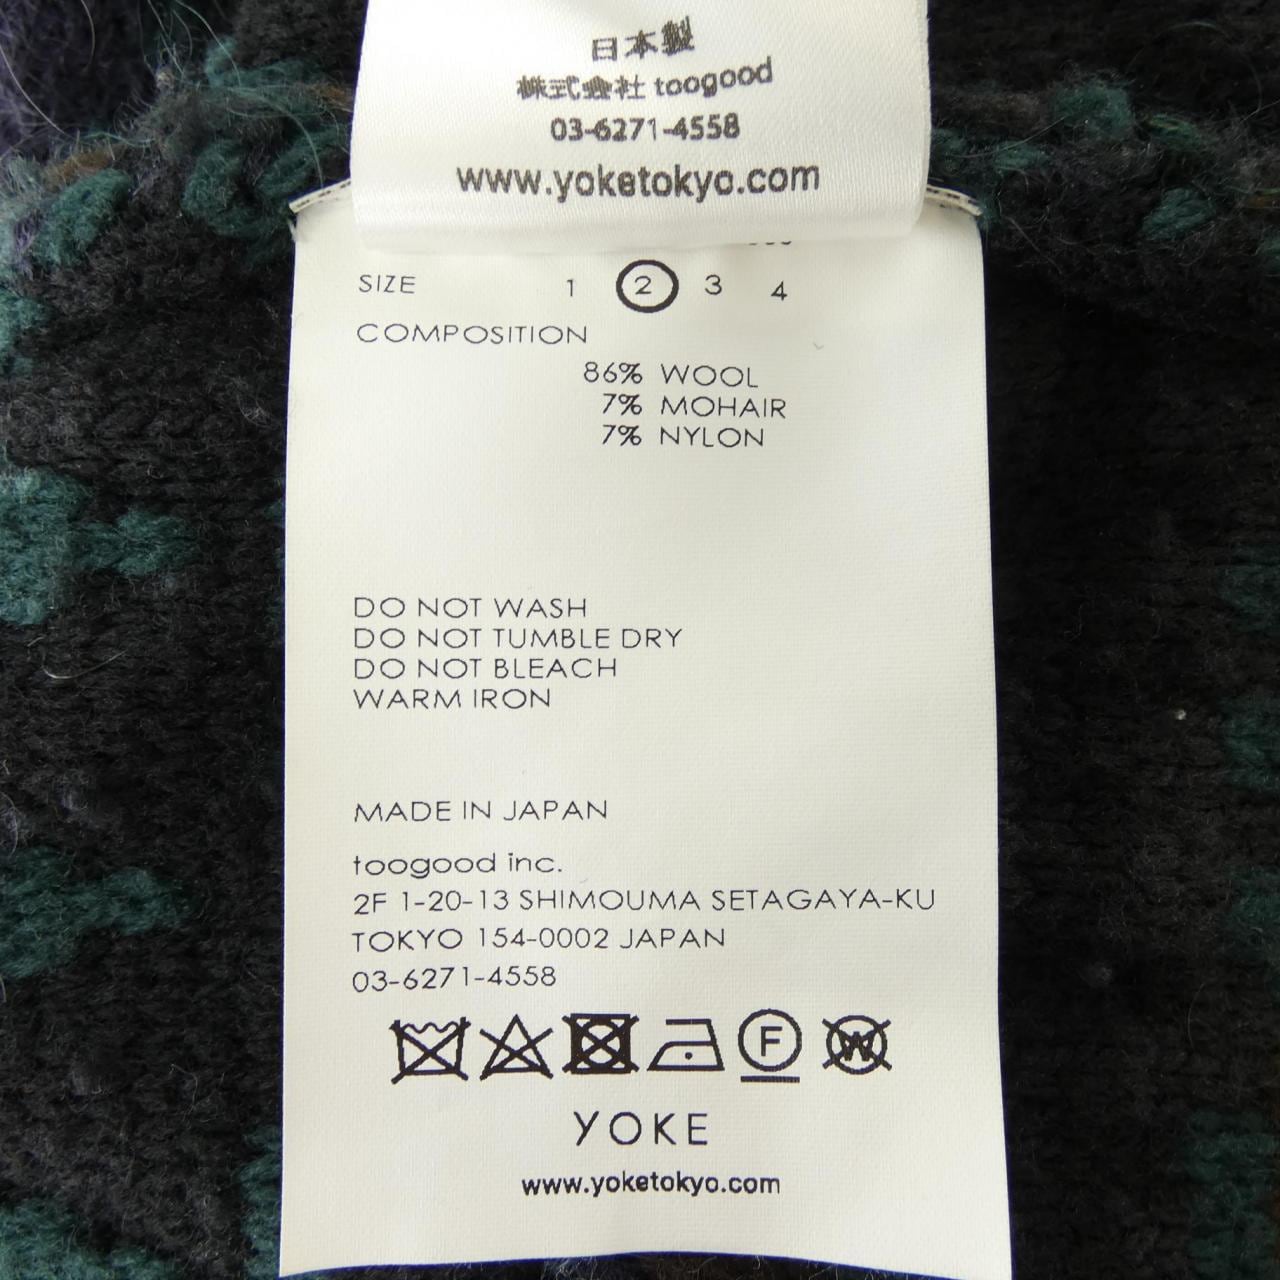 日本製
株式会社 toogood
03-6271-4558
www.yoketokyo.com
SIZE 1 2 3 4
COMPOSITION
86% WOOL
7% MOHAIR
7% NYLON
DO NOT WASH
DO NOT TUMBLE DRY
DO NOT BLEACH
WARM IRON
MADE IN JAPAN
toogood inc.
2F 1-20-13 SHIMOUMA SETAGAYA-KU
TOKYO 154-0002 JAPAN
03-6271-4558
F W
YOKE
www.yoketokyo.com